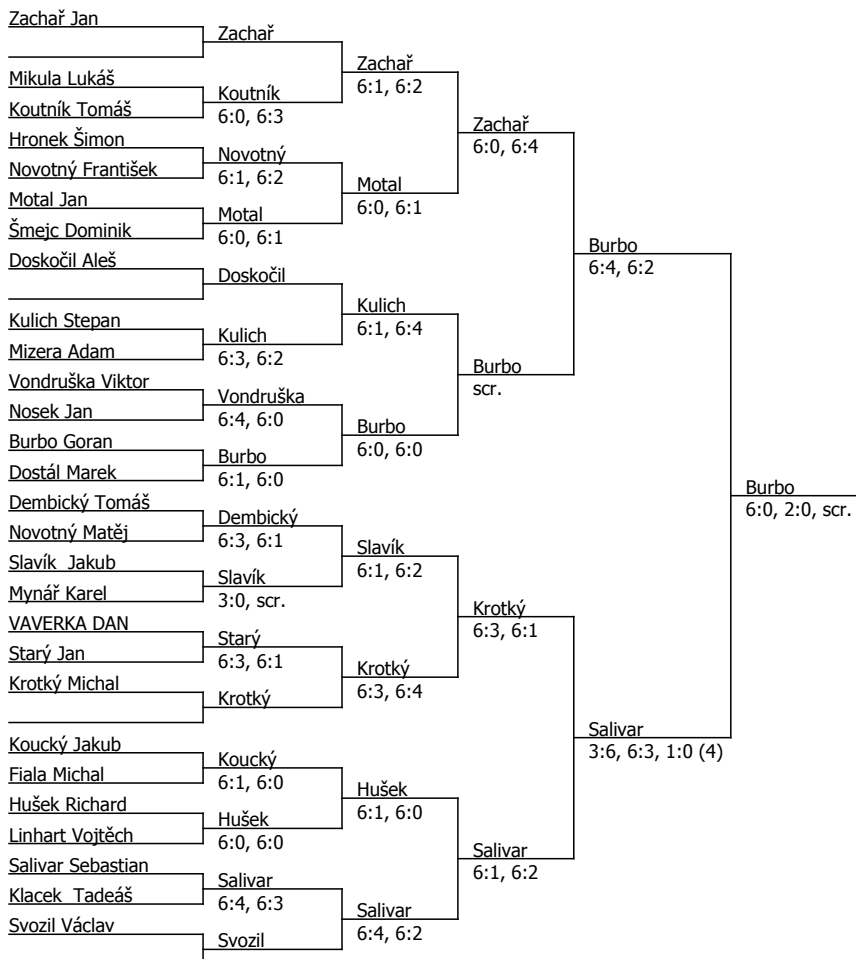 Zachař Jan
Zachař
Zachař
6:1, 6:2
Mikula Lukáš
Koutník
6:0, 6:3
Koutník Tomáš
Zachař
6:0, 6:4
Hronek Šimon
Novotný
6:1, 6:2
Novotný František
Motal
6:0, 6:1
Motal Jan
Motal
6:0, 6:1
Šmejc Dominik
Burbo
6:4, 6:2
Doskočil Aleš
Doskočil
Kulich
6:1, 6:4
Kulich Stepan
Kulich
6:3, 6:2
Mizera Adam
Burbo
scr.
Vondruška Viktor
Vondruška
6:4, 6:0
Nosek Jan
Burbo
6:0, 6:0
Burbo Goran
Burbo
6:1, 6:0
Dostál Marek
Burbo
6:0, 2:0, scr.
Dembický Tomáš
Dembický
6:3, 6:1
Novotný Matěj
Slavík
6:1, 6:2
Slavík  Jakub
Slavík
3:0, scr.
Mynář Karel
Krotký
6:3, 6:1
VAVERKA DAN
Starý
6:3, 6:1
Starý Jan
Krotký
6:3, 6:4
Krotký Michal
Krotký
Salivar
3:6, 6:3, 1:0 (4)
Koucký Jakub
Koucký
6:1, 6:0
Fiala Michal
Hušek
6:1, 6:0
Hušek Richard
Hušek
6:0, 6:0
Linhart Vojtěch
Salivar
6:1, 6:2
Salivar Sebastian
Salivar
6:4, 6:3
Klacek  Tadeáš
Salivar
6:4, 6:2
Svozil Václav
Svozil